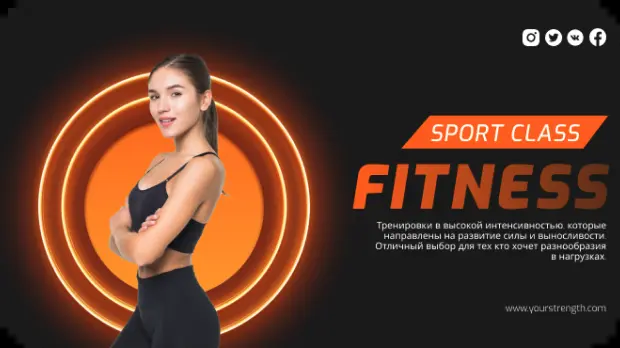 SPORT CLASS
FITNESS
Тренировки в высокой интенсивностью, которые
направлены на развитие силы и выносливости.
Отличный выбор для тех кто хочет разнообразия
в нагрузках.
www.yourstrength.com